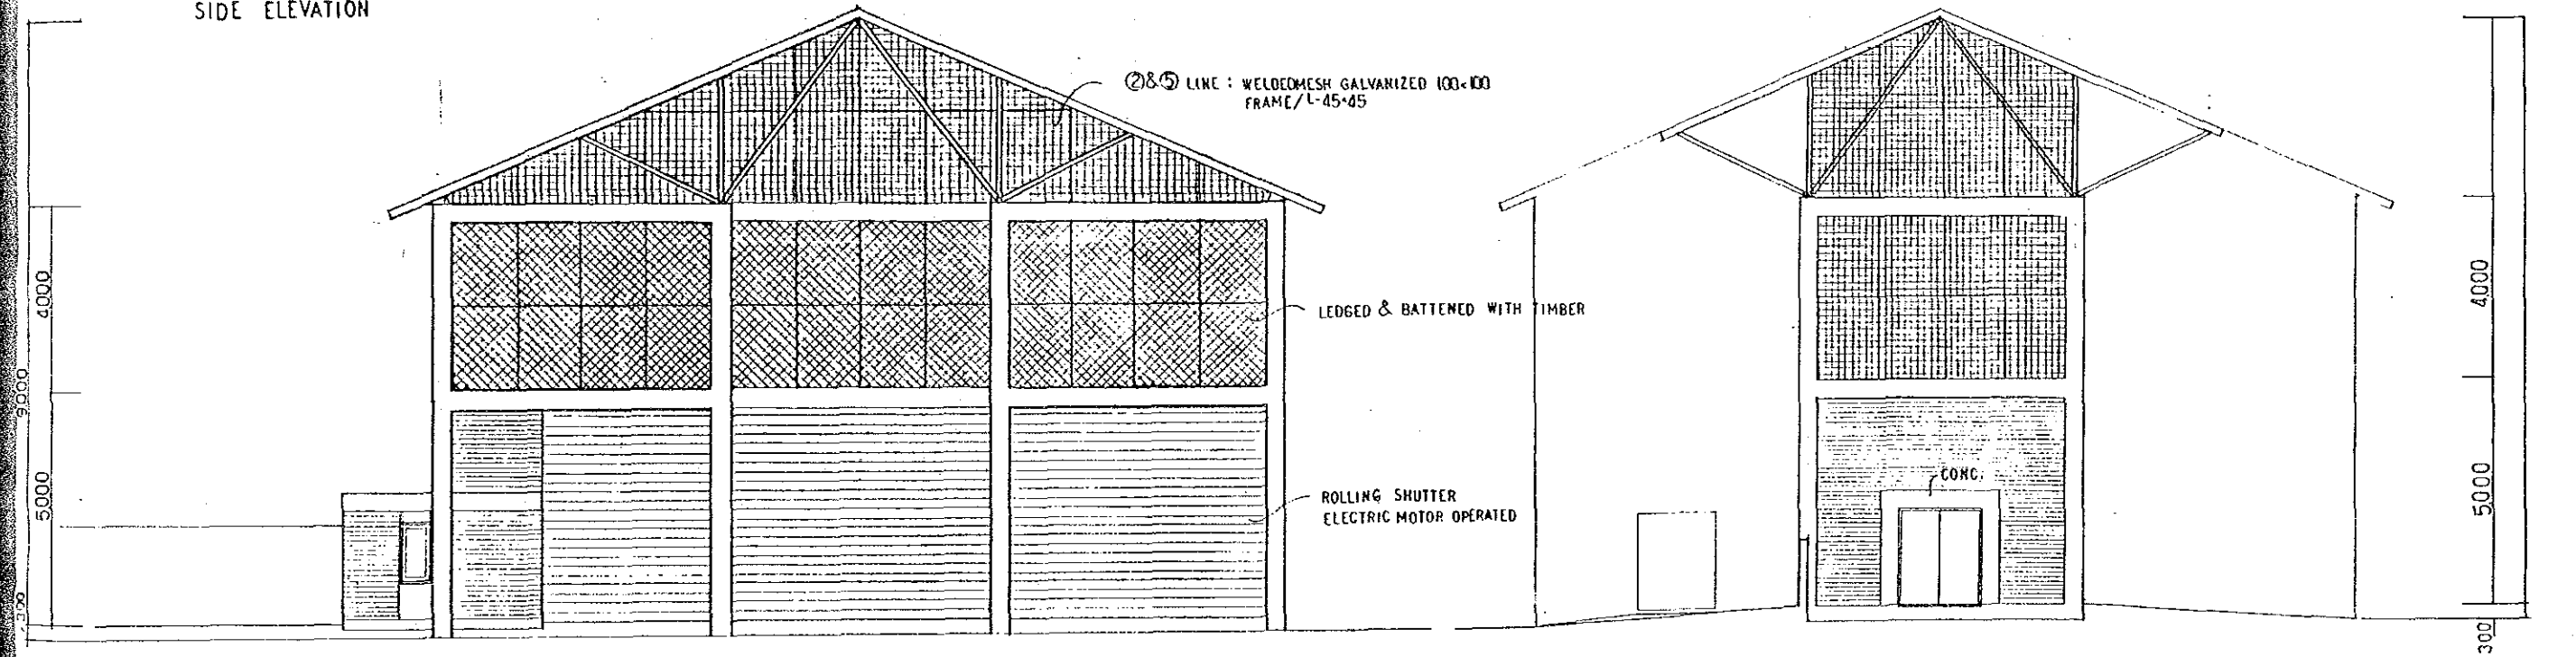 SIDE ELEVATION
②&⑤ LINE : WELDEDMESH GALVANIZED 100×100
FRAME/L-45×45
LEDGED & BATTENED WITH TIMBER
ROLLING SHUTTER
ELECTRIC MOTOR OPERATED
CONC.
4000
9000
5000
300
4000
5000
300